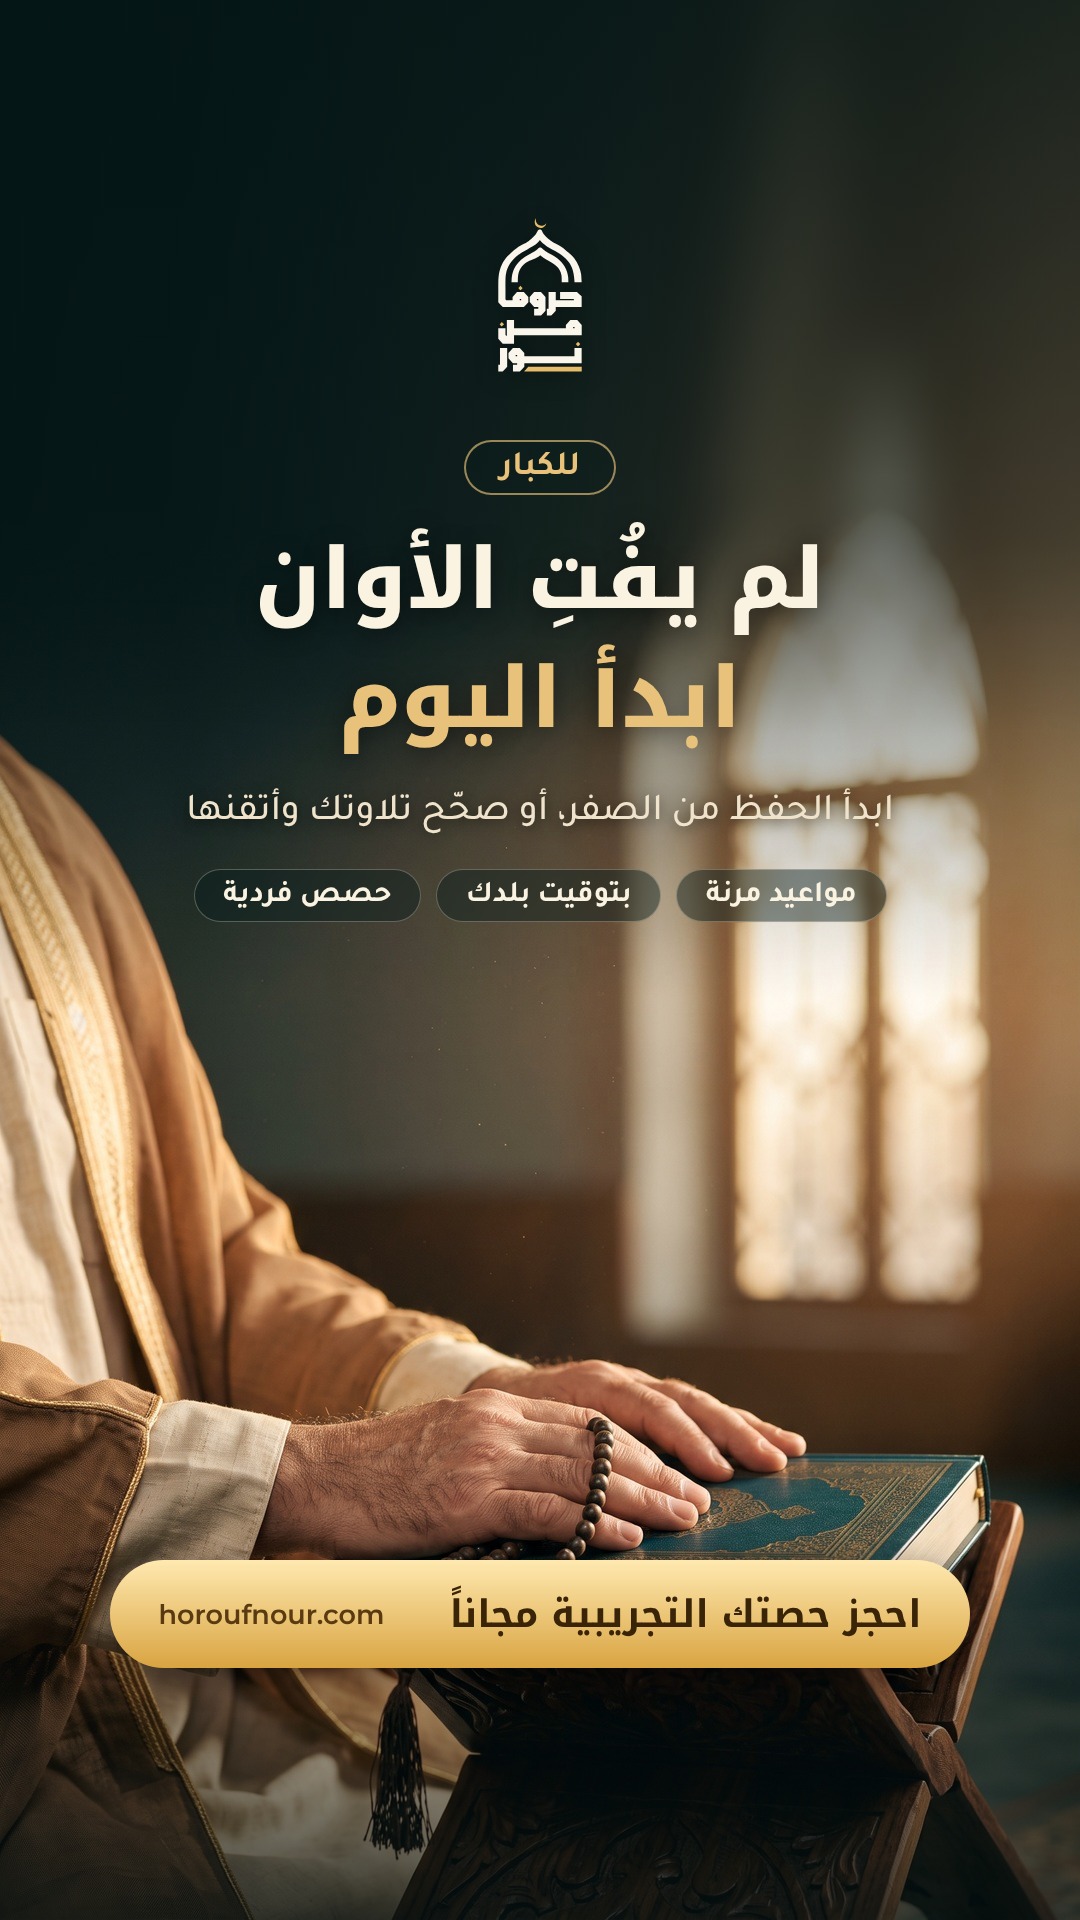 حروف
من
نور
للكبار
لم يفُتِ الأوان
ابدأ اليوم
ابدأ الحفظ من الصفر، أو صحّح تلاوتك وأتقنها
مواعيد مرنة
بتوقيت بلدك
حصص فردية
احجز حصتك التجريبية مجاناً
horoufnour.com